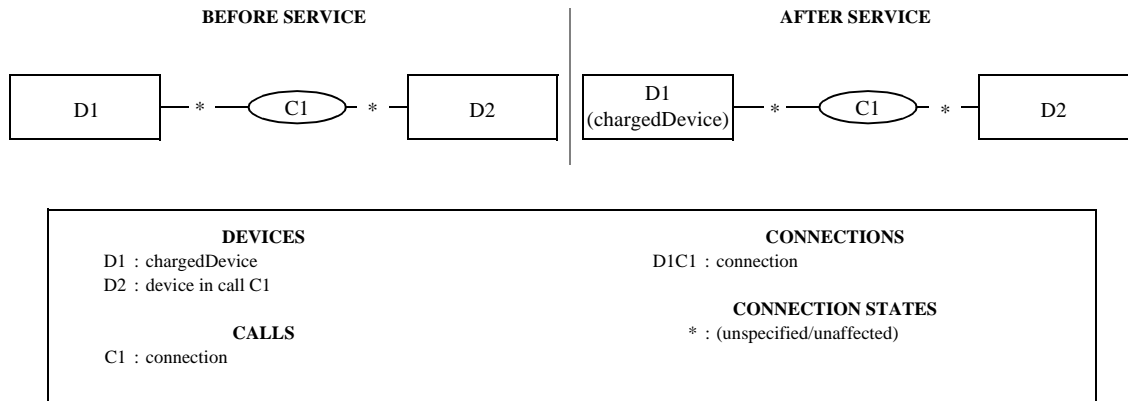 BEFORE SERVICE
AFTER SERVICE
D1
*
C1
*
D2
D1
(chargedDevice)
*
C1
*
D2
DEVICES
D1 : chargedDevice
D2 : device in call C1
CALLS
C1 : connection
CONNECTIONS
D1C1 : connection
CONNECTION STATES
* : (unspecified/unaffected)